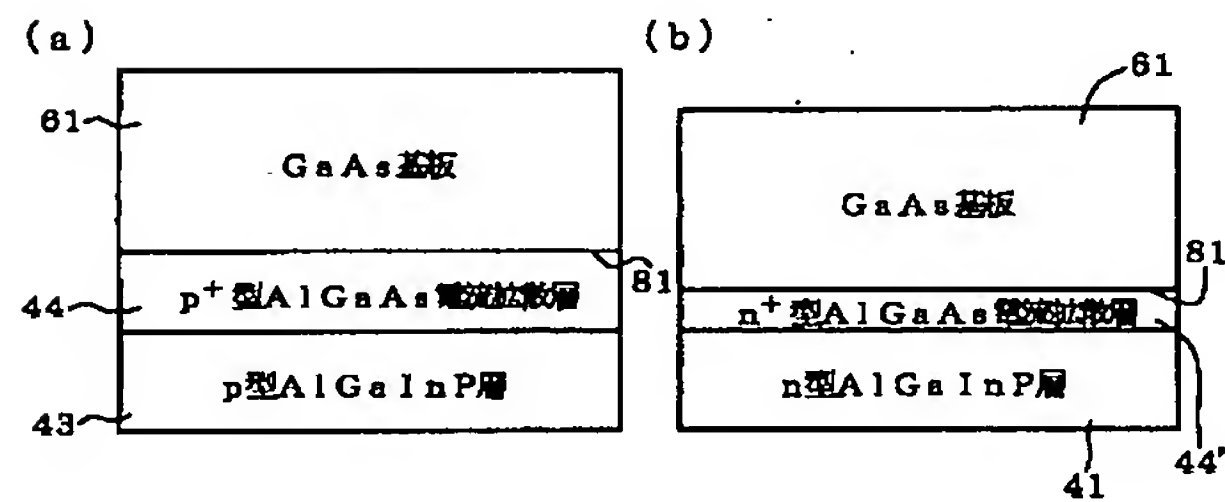 (a)
61
GaAs基板
81
44
p⁺型AlGaAs電流拡散層
p型AlGaInP層
43
(b)
61
GaAs基板
81
n⁺型AlGaAs電流拡散層
n型AlGaInP層
44'
41